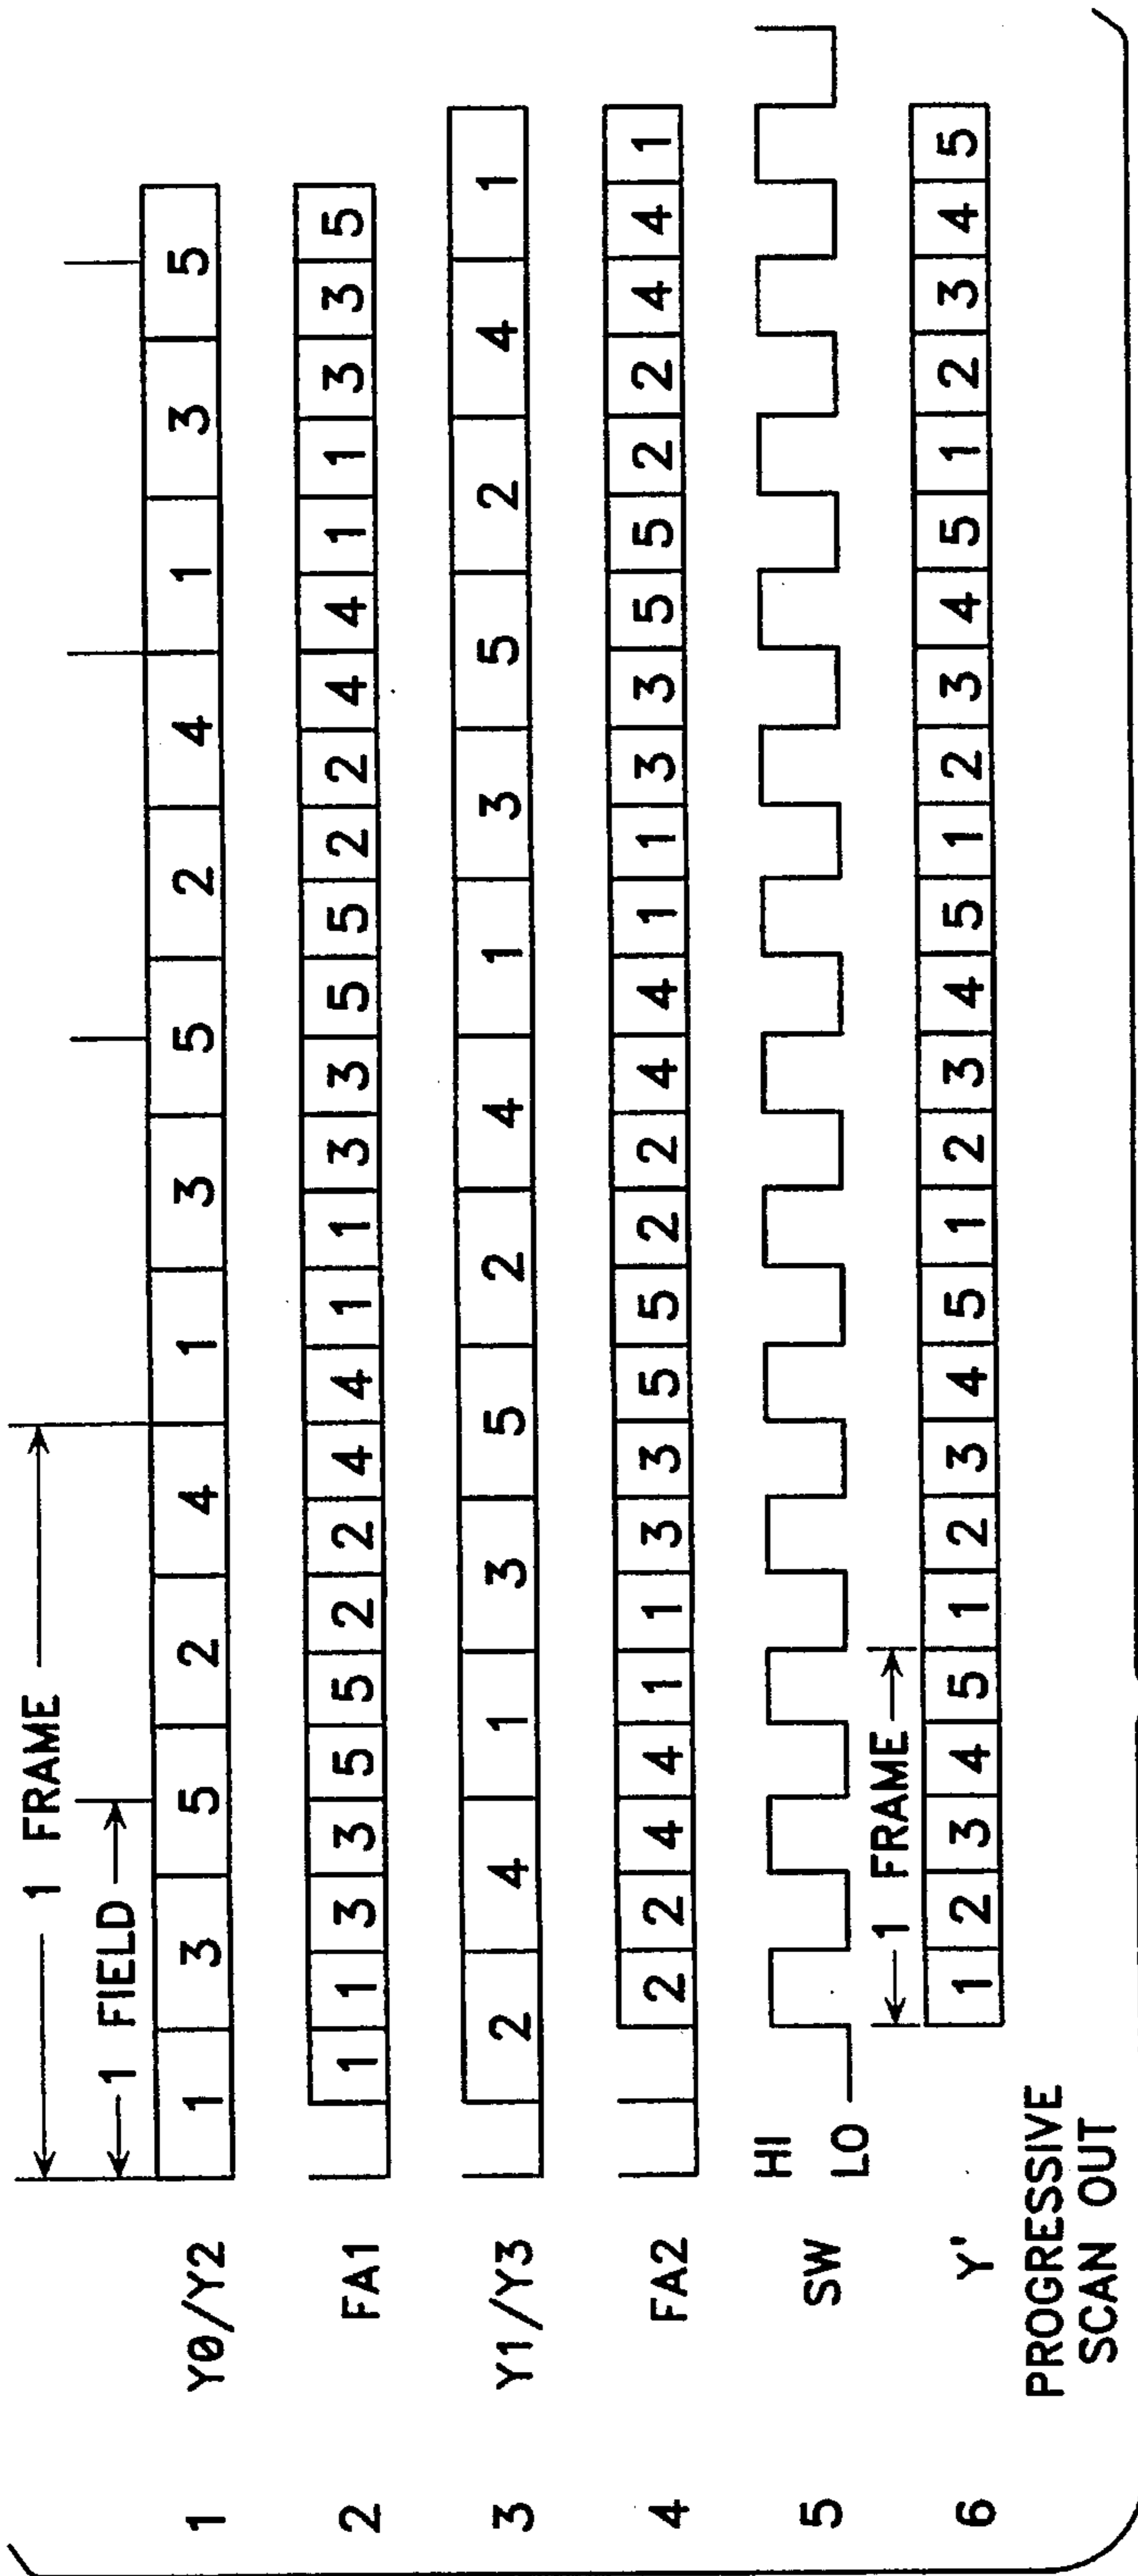 1 FRAME
1 FIELD
1 Y0/Y2 1 3 5 2 4 1 3 5 2 4 1 3 5
2 FA1 1 1 3 3 5 5 2 2 4 4 1 1 3 3 5 5 2 2 4 4 1 1 3 3 5
3 Y1/Y3 2 4 1 3 5 2 4 1 3 5 2 4 1
4 FA2 2 2 4 4 1 1 3 3 5 5 2 2 4 4 1 1 3 3 5 5 2 2 4 4 1
HI
5 SW
LO
1 FRAME
6 Y' 1 2 3 4 5 1 2 3 4 5 1 2 3 4 5 1 2 3 4 5 1 2 3 4 5
PROGRESSIVE
SCAN OUT